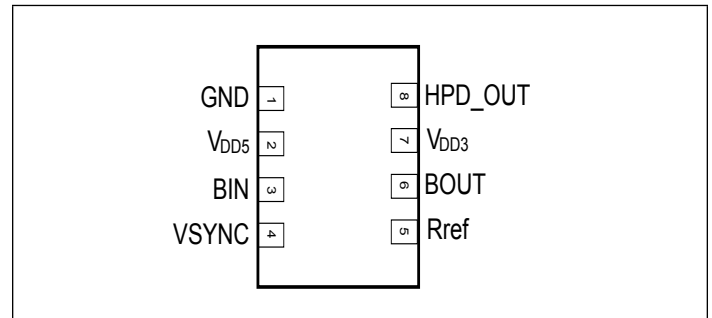 GND 1 8 HPD_OUT
VDD5 2 7 VDD3
BIN 3 6 BOUT
VSYNC 4 5 Rref